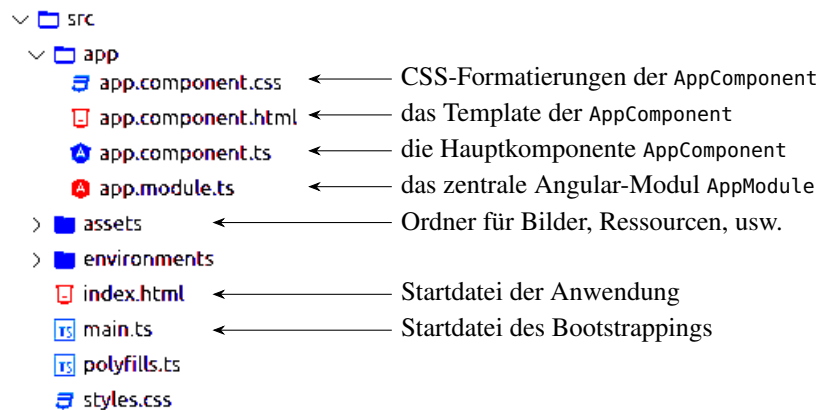 src
app
app.component.css CSS-Formatierungen der AppComponent
app.component.html das Template der AppComponent
app.component.ts die Hauptkomponente AppComponent
app.module.ts das zentrale Angular-Modul AppModule
assets Ordner für Bilder, Ressourcen, usw.
environments
index.html Startdatei der Anwendung
TS main.ts Startdatei des Bootstrappings
TS polyfills.ts
styles.css